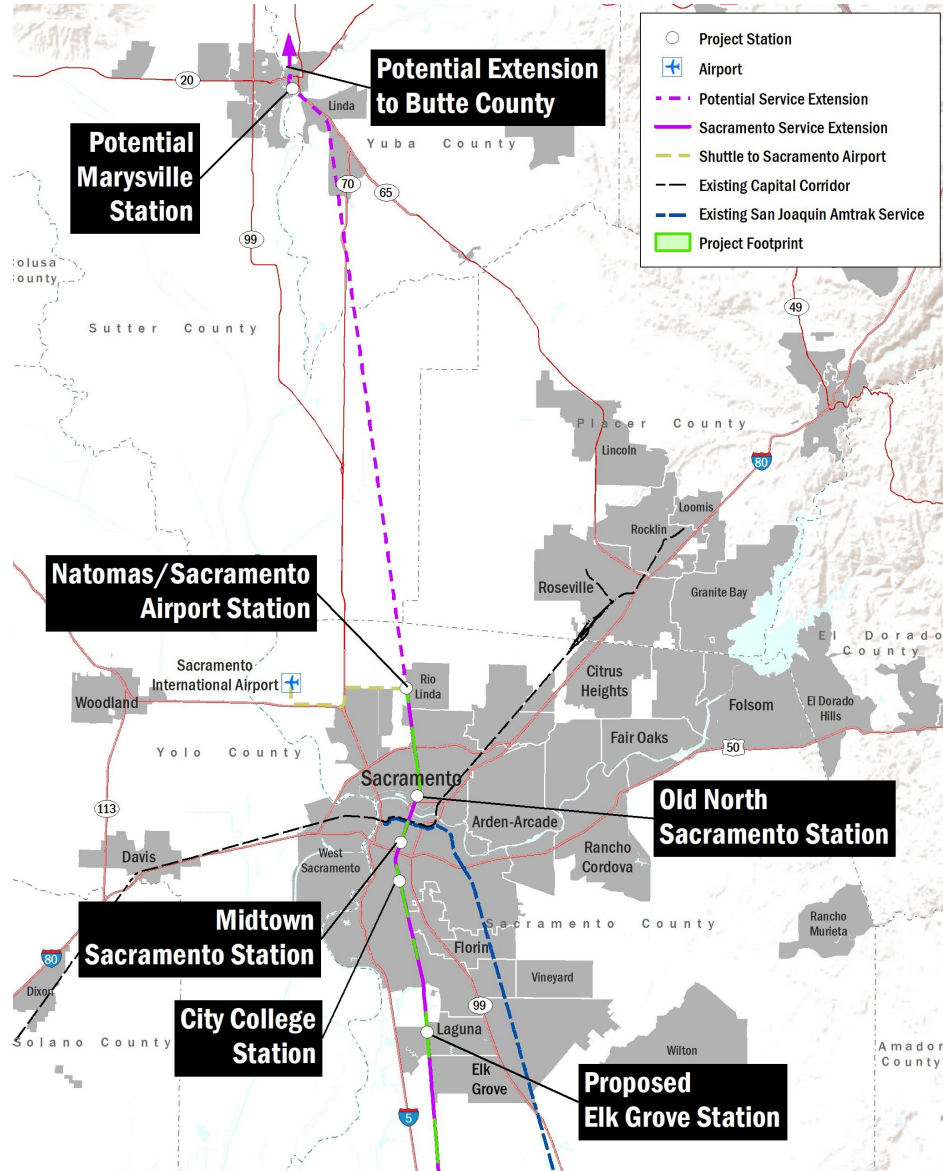 Project Station
Airport
Potential Service Extension
Sacramento Service Extension
Shuttle to Sacramento Airport
Existing Capital Corridor
Existing San Joaquin Amtrak Service
Project Footprint
Potential Extension
to Butte County
20
Linda
Yuba County
Potential
Marysville
Station
70
65
99
olusa
ounty
Sutter County
49
Placer County
Lincoln
80
Loomis
Rocklin
Natomas/Sacramento
Airport Station
Roseville
Granite Bay
El Dorado
County
Sacramento
International Airport
Rio
Linda
Citrus
Heights
Woodland
Folsom
El Dorado
Hills
Fair Oaks
50
Yolo County
Sacramento
113
Old North
Sacramento Station
Arden-Arcade
Davis
West
Sacramento
Rancho
Cordova
Midtown
Sacramento Station
Sacramento County
Rancho
Murieta
Florin
80
Vineyard
Dixon
99
City College
Station
Laguna
Solano County
Wilton
Amador
County
Elk
Grove
Proposed
Elk Grove Station
5